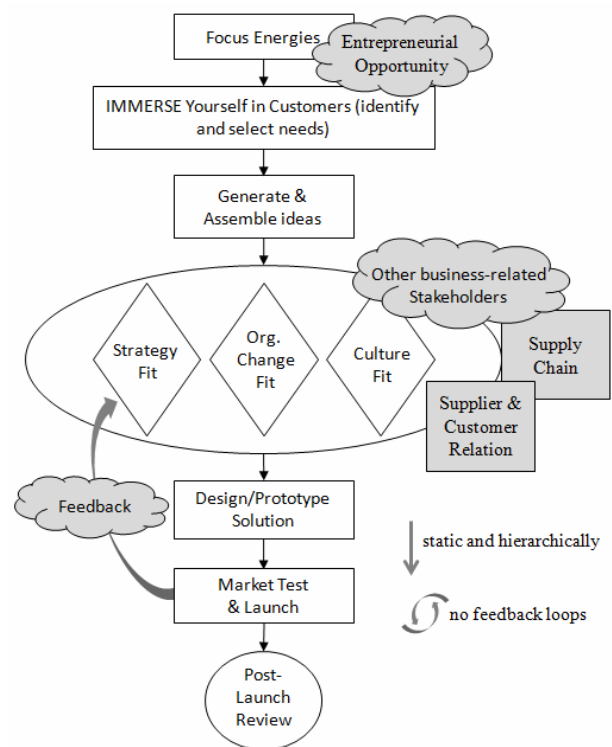 Focus Energies
Entrepreneurial
Opportunity
IMMERSE Yourself in Customers (identify
and select needs)
Generate &
Assemble ideas
Other business-related
Stakeholders
Strategy
Fit
Org.
Change
Fit
Culture
Fit
Supply
Chain
Supplier &
Customer
Relation
Feedback
Design/Prototype
Solution
static and hierarchically
Market Test
& Launch
no feedback loops
Post-
Launch
Review